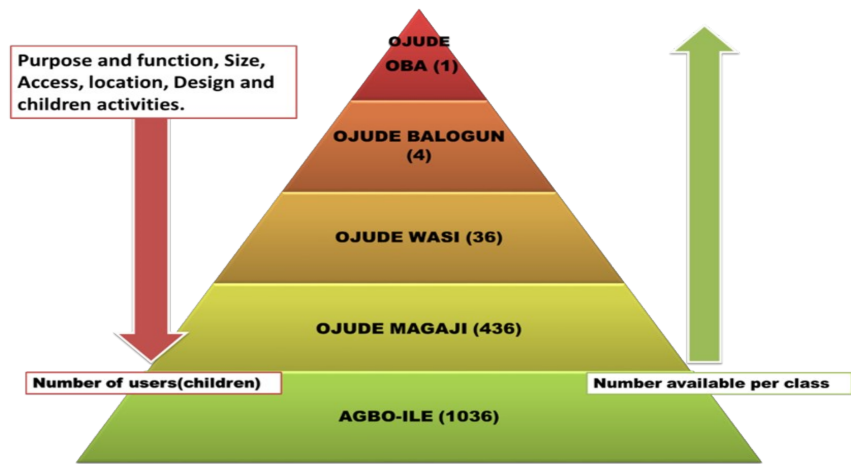 Purpose and function, Size,
Access, location, Design and
children activities.
OJUDE
OBA (1)
OJUDE BALOGUN
(4)
OJUDE WASI (36)
OJUDE MAGAJI (436)
Number of users(children)
Number available per class
AGBO-ILE (1036)